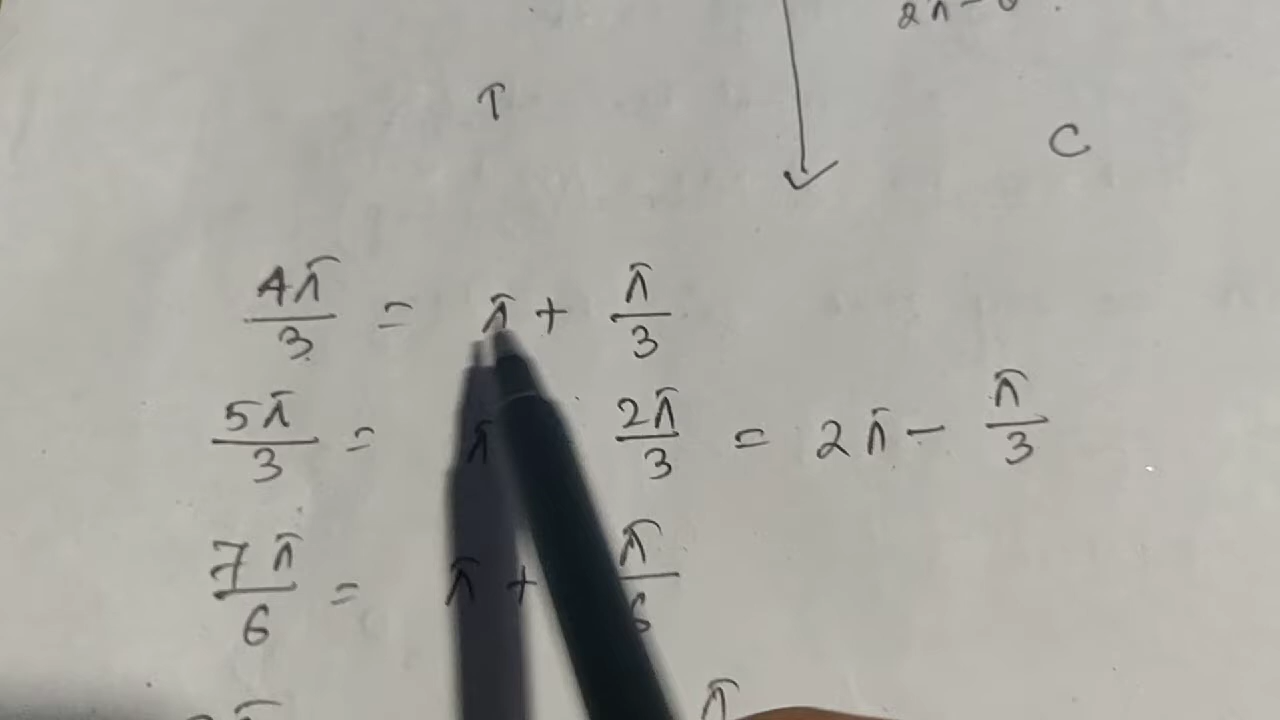 T
C
4π/3 = π + π/3
5π/3 = π 2π/3 = 2π - π/3
7π/6 = π + π/6